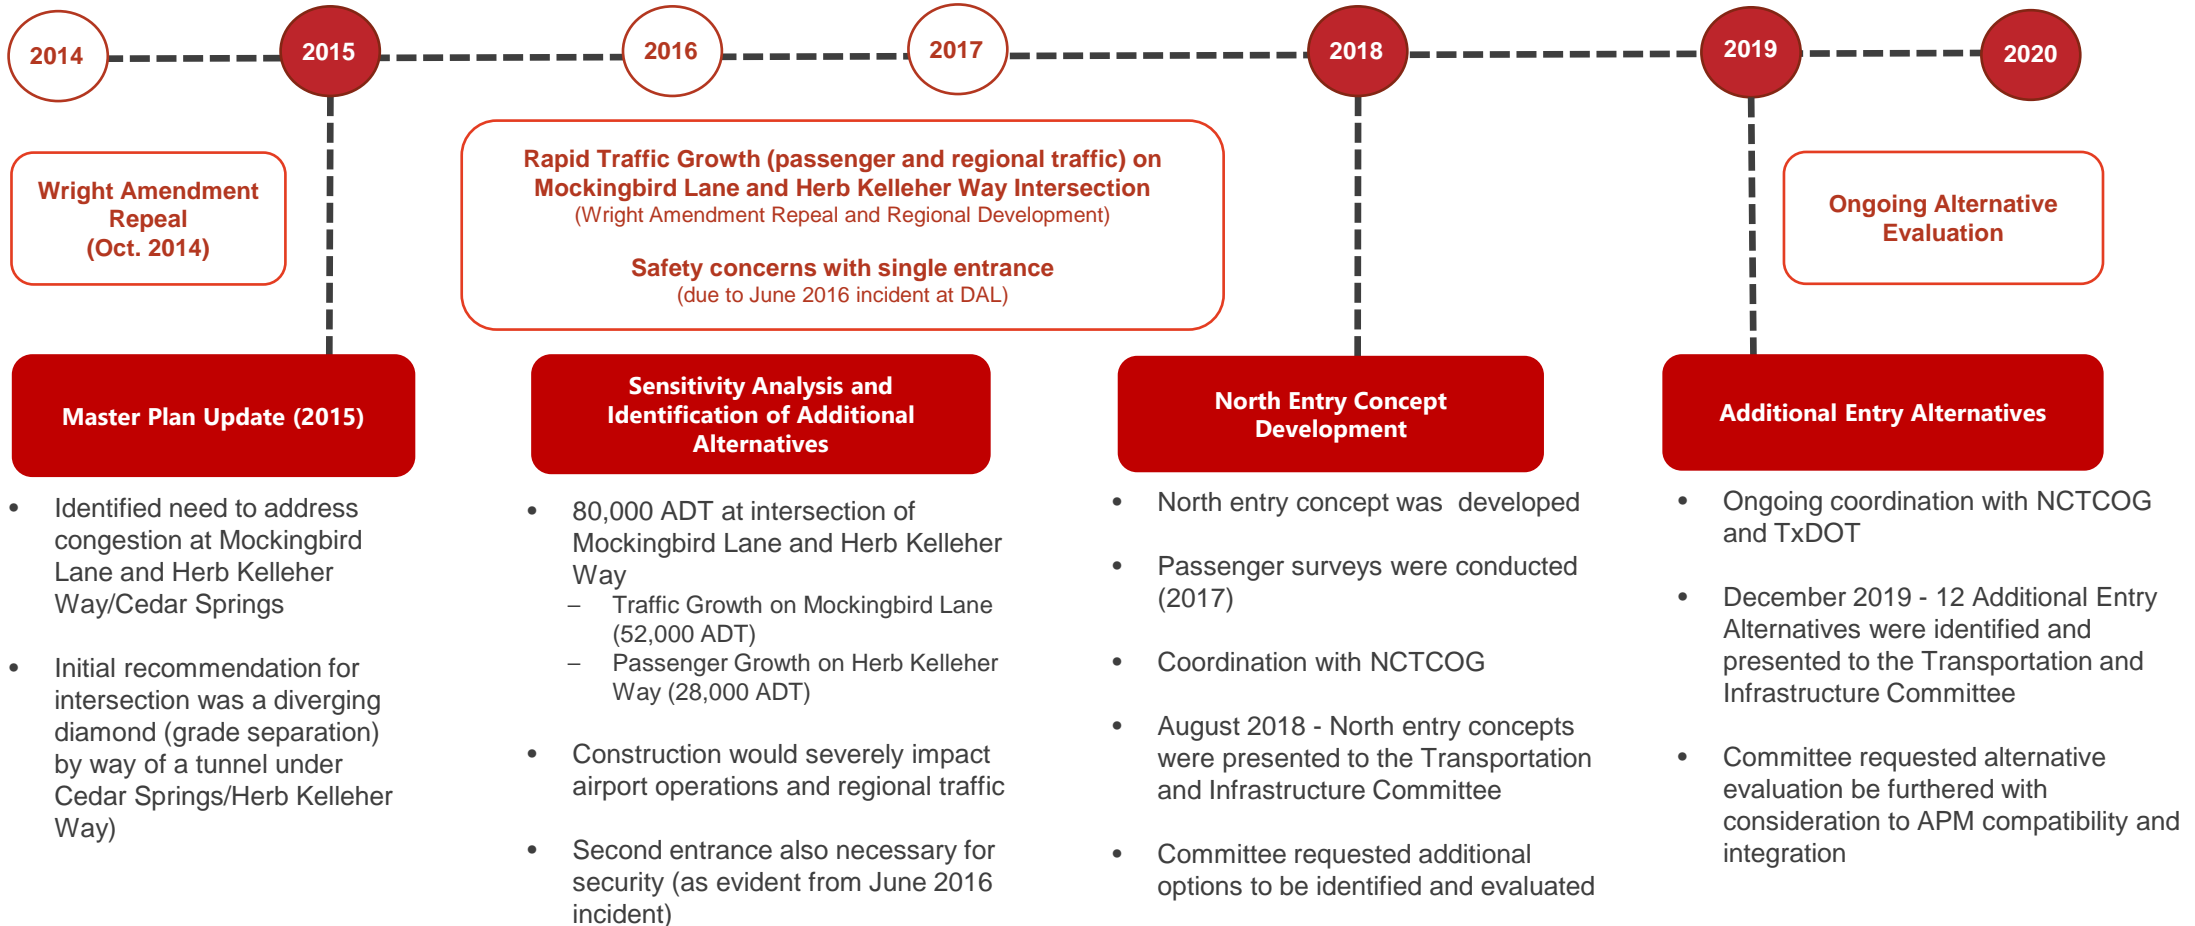 2014
2015
2016
2017
2018
2019
2020
Wright Amendment
Repeal
(Oct. 2014)
Rapid Traffic Growth (passenger and regional traffic) on
Mockingbird Lane and Herb Kelleher Way Intersection
(Wright Amendment Repeal and Regional Development)
Safety concerns with single entrance
(due to June 2016 incident at DAL)
Ongoing Alternative
Evaluation
Master Plan Update (2015)
• Identified need to address
congestion at Mockingbird
Lane and Herb Kelleher
Way/Cedar Springs
• Initial recommendation for
intersection was a diverging
diamond (grade separation)
by way of a tunnel under
Cedar Springs/Herb Kelleher
Way)
Sensitivity Analysis and
Identification of Additional
Alternatives
• 80,000 ADT at intersection of
Mockingbird Lane and Herb Kelleher
Way
– Traffic Growth on Mockingbird Lane
(52,000 ADT)
– Passenger Growth on Herb Kelleher
Way (28,000 ADT)
• Construction would severely impact
airport operations and regional traffic
• Second entrance also necessary for
security (as evident from June 2016
incident)
North Entry Concept
Development
• North entry concept was developed
• Passenger surveys were conducted
(2017)
• Coordination with NCTCOG
• August 2018 - North entry concepts
were presented to the Transportation
and Infrastructure Committee
• Committee requested additional
options to be identified and evaluated
Additional Entry Alternatives
• Ongoing coordination with NCTCOG
and TxDOT
• December 2019 - 12 Additional Entry
Alternatives were identified and
presented to the Transportation and
Infrastructure Committee
• Committee requested alternative
evaluation be furthered with
consideration to APM compatibility and
integration